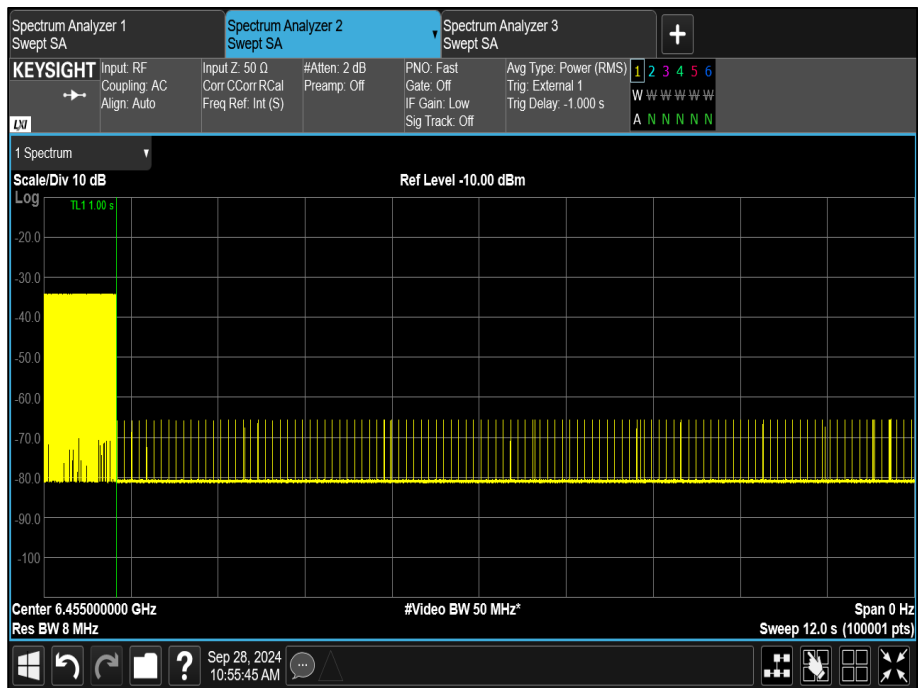 Spectrum Analyzer 1
Swept SA
Spectrum Analyzer 2
Swept SA
Spectrum Analyzer 3
Swept SA
+
KEYSIGHT
LXI
Input: RF
Coupling: AC
Align: Auto
Input Z: 50 Ω
Corr CCorr RCal
Freq Ref: Int (S)
#Atten: 2 dB
Preamp: Off
PNO: Fast
Gate: Off
IF Gain: Low
Sig Track: Off
Avg Type: Power (RMS)
Trig: External 1
Trig Delay: -1.000 s
1 2 3 4 5 6
W W W W W W
A N N N N N
1 Spectrum
Scale/Div 10 dB
Ref Level -10.00 dBm
Log
TL1 1.00 s
-20.0
-30.0
-40.0
-50.0
-60.0
-70.0
-80.0
-90.0
-100
Center 6.455000000 GHz
#Video BW 50 MHz*
Span 0 Hz
Res BW 8 MHz
Sweep 12.0 s (100001 pts)
?
Sep 28, 2024
10:55:45 AM